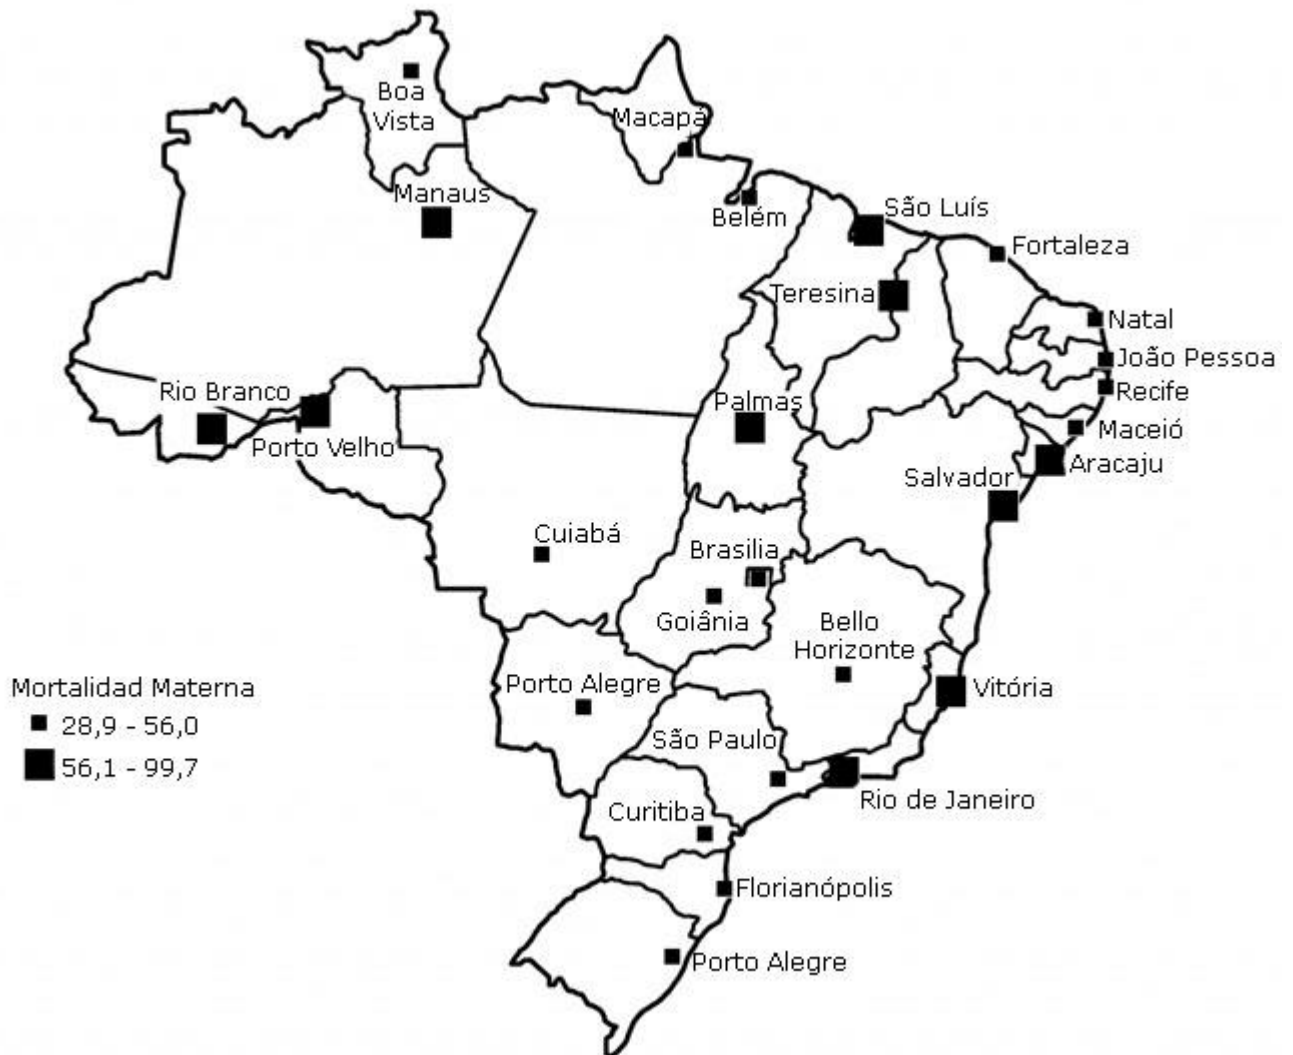 Boa
Vista
Macapá
Manaus
Belém
São Luís
Fortaleza
Teresina
Natal
João Pessoa
Rio Branco
Recife
Palmas
Porto Velho
Maceió
Aracaju
Salvador
Cuiabá
Brasilia
Goiânia
Bello
Horizonte
Porto Alegre
Vitória
Mortalidad Materna
28,9 - 56,0
56,1 - 99,7
São Paulo
Rio de Janeiro
Curitiba
Florianópolis
Porto Alegre